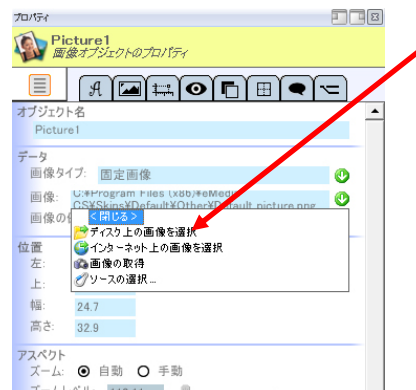 プロパティ
Picture1
画像オブジェクトのプロパティ
オブジェクト名
Picture1
データ
画像タイプ: 固定画像
画像: C:¥Program Files (x86)¥eMedia
CS¥Skins¥Default¥Other¥Default picture.png
画像の
<閉じる>
ディスク上の画像を選択
インターネット上の画像を選択
画像の取得
ソースの選択...
位置
左:
上:
幅: 24.7
高さ: 32.9
アスペクト
ズーム: 自動 手動